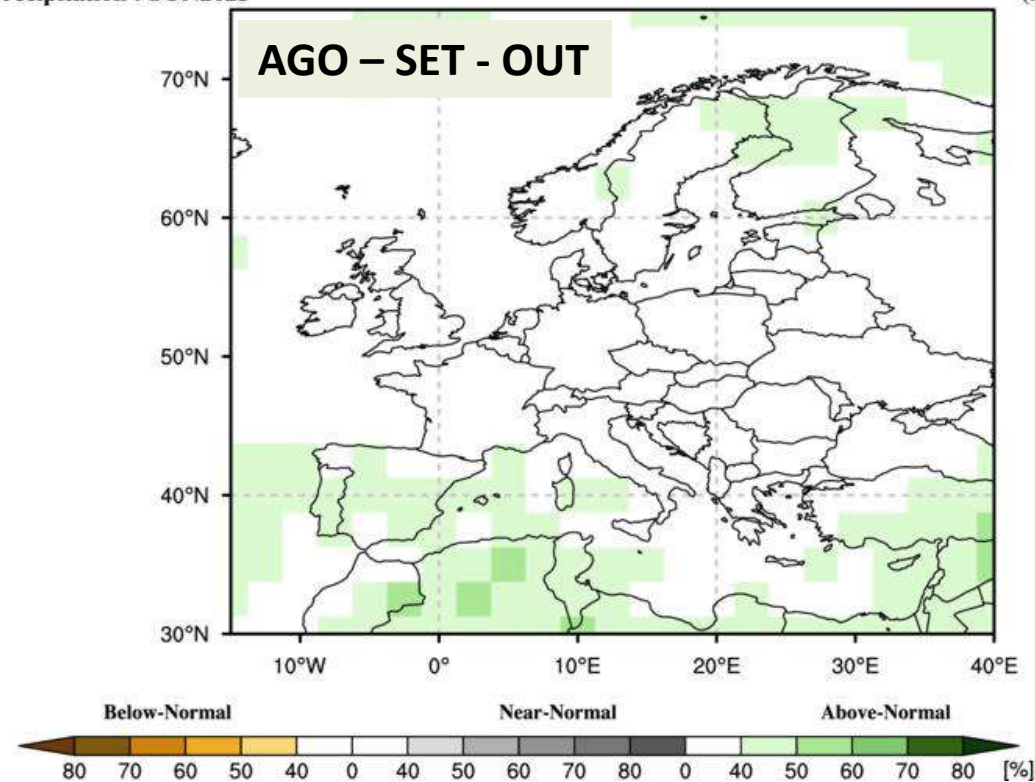 AGO – SET - OUT
70°N
60°N
50°N
40°N
30°N
10°W 0° 10°E 20°E 30°E 40°E
Below-Normal Near-Normal Above-Normal
80 70 60 50 40 0 40 50 60 70 80 0 40 50 60 70 80 [%]